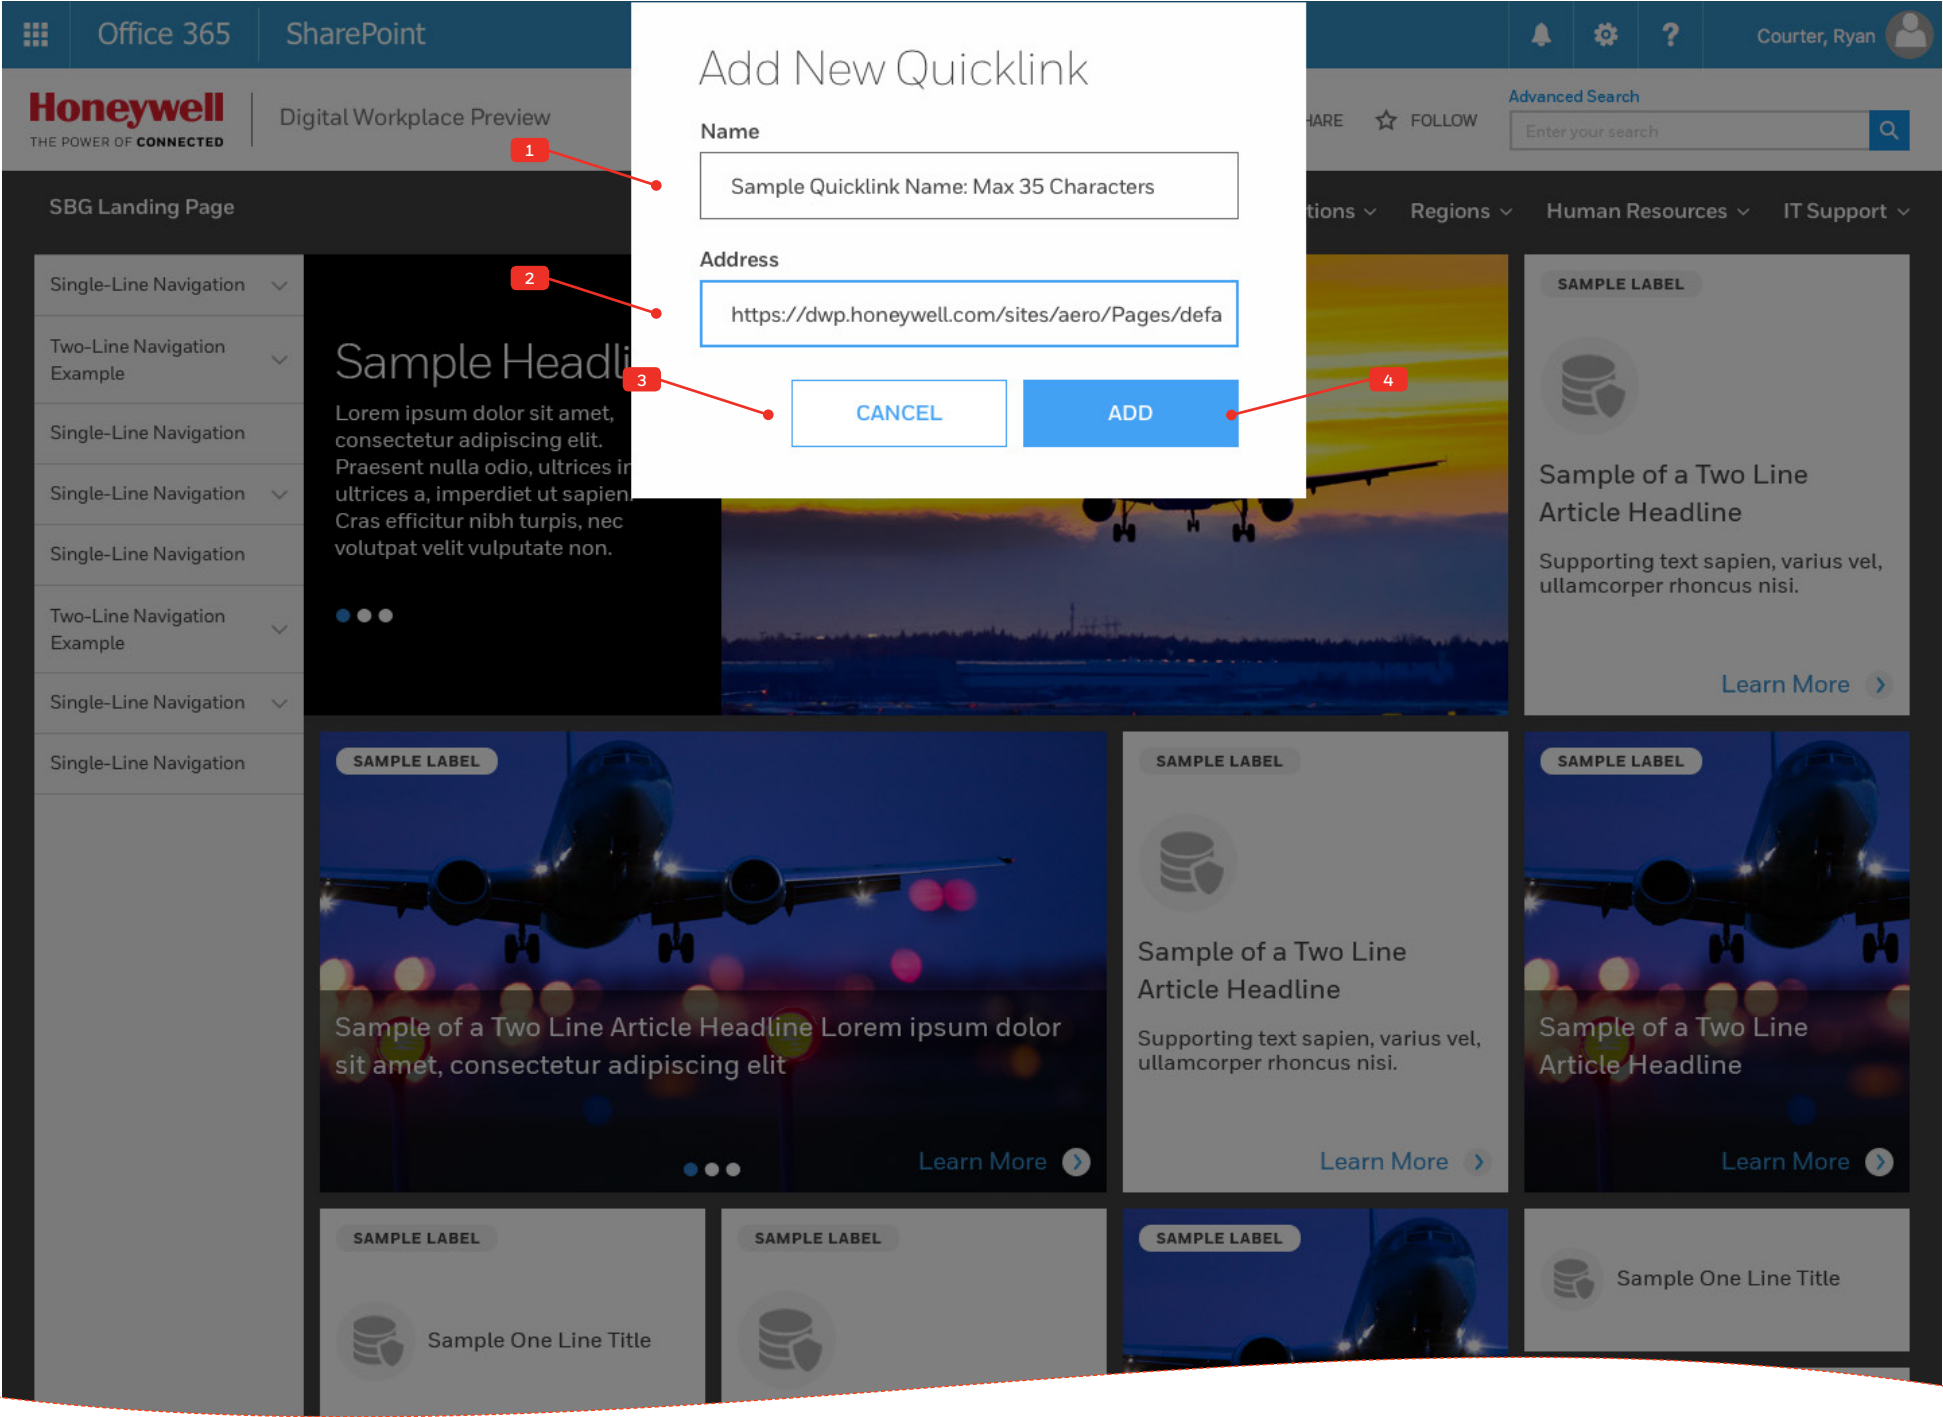 Office 365
SharePoint
Courter, Ryan
Honeywell
THE POWER OF CONNECTED
Digital Workplace Preview
FOLLOW
Advanced Search
Enter your search
SBG Landing Page
Regions
Human Resources
IT Support
Add New Quicklink
Name
1
Sample Quicklink Name: Max 35 Characters
Address
2
https://dwp.honeywell.com/sites/aero/Pages/defa
3
CANCEL
ADD
4
Single-Line Navigation
Two-Line Navigation
Example
Single-Line Navigation
Single-Line Navigation
Single-Line Navigation
Two-Line Navigation
Example
Single-Line Navigation
Single-Line Navigation
Sample Headli
Lorem ipsum dolor sit amet,
consectetur adipiscing elit.
Praesent nulla odio, ultrices in
ultrices a, imperdiet ut sapien.
Cras efficitur nibh turpis, nec
volutpat velit vulputate non.
SAMPLE LABEL
Sample of a Two Line
Article Headline
Supporting text sapien, varius vel,
ullamcorper rhoncus nisi.
Learn More
SAMPLE LABEL
Sample of a Two Line Article Headline Lorem ipsum dolor
sit amet, consectetur adipiscing elit
Learn More
SAMPLE LABEL
Sample of a Two Line
Article Headline
Supporting text sapien, varius vel,
ullamcorper rhoncus nisi.
Learn More
SAMPLE LABEL
Sample of a Two Line
Article Headline
Learn More
SAMPLE LABEL
Sample One Line Title
SAMPLE LABEL
SAMPLE LABEL
Sample One Line Title